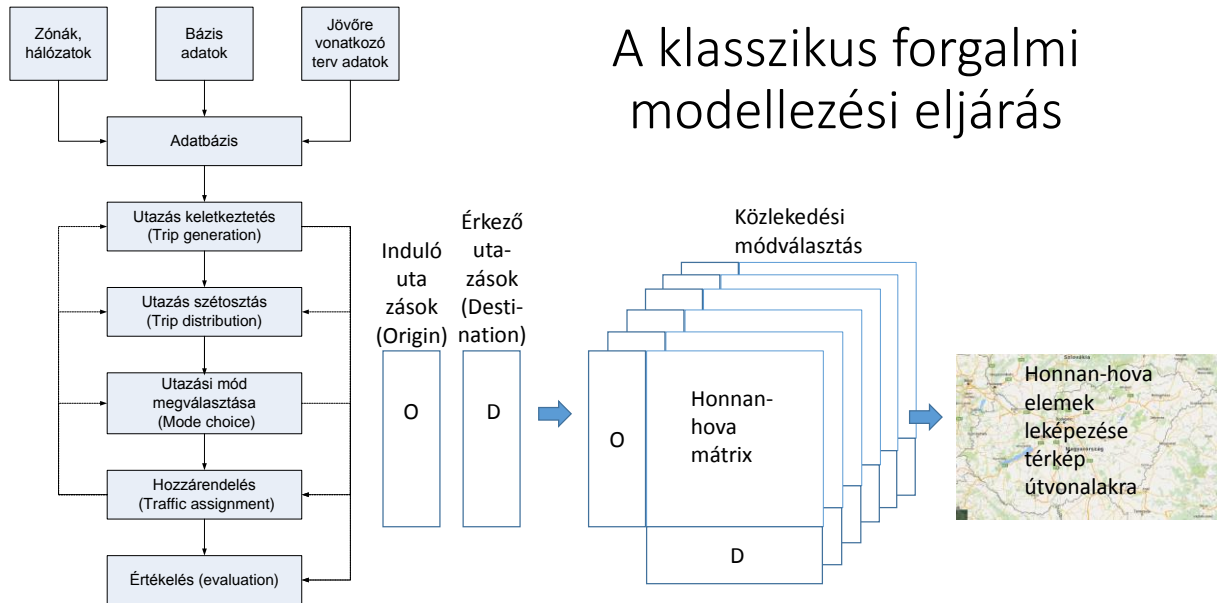 A klasszikus forgalmi
modellezési eljárás
Zónák,
hálózatok
Bázis
adatok
Jövőre
vonatkozó
terv adatok
Adatbázis
Utazás keletkeztetés
(Trip generation)
Utazás szétosztás
(Trip distribution)
Utazási mód
megválasztása
(Mode choice)
Hozzárendelés
(Traffic assignment)
Értékelés (evaluation)
Induló
uta
zások
(Origin)
O
Érkező
uta-
zások
(Desti-
nation)
D
Közlekedési
módválasztás
O
Honnan-
hova
mátrix
D
Szlovákia
Honnan-hova
elemek
leképezése
Magyarország
térkép
útvonalakra